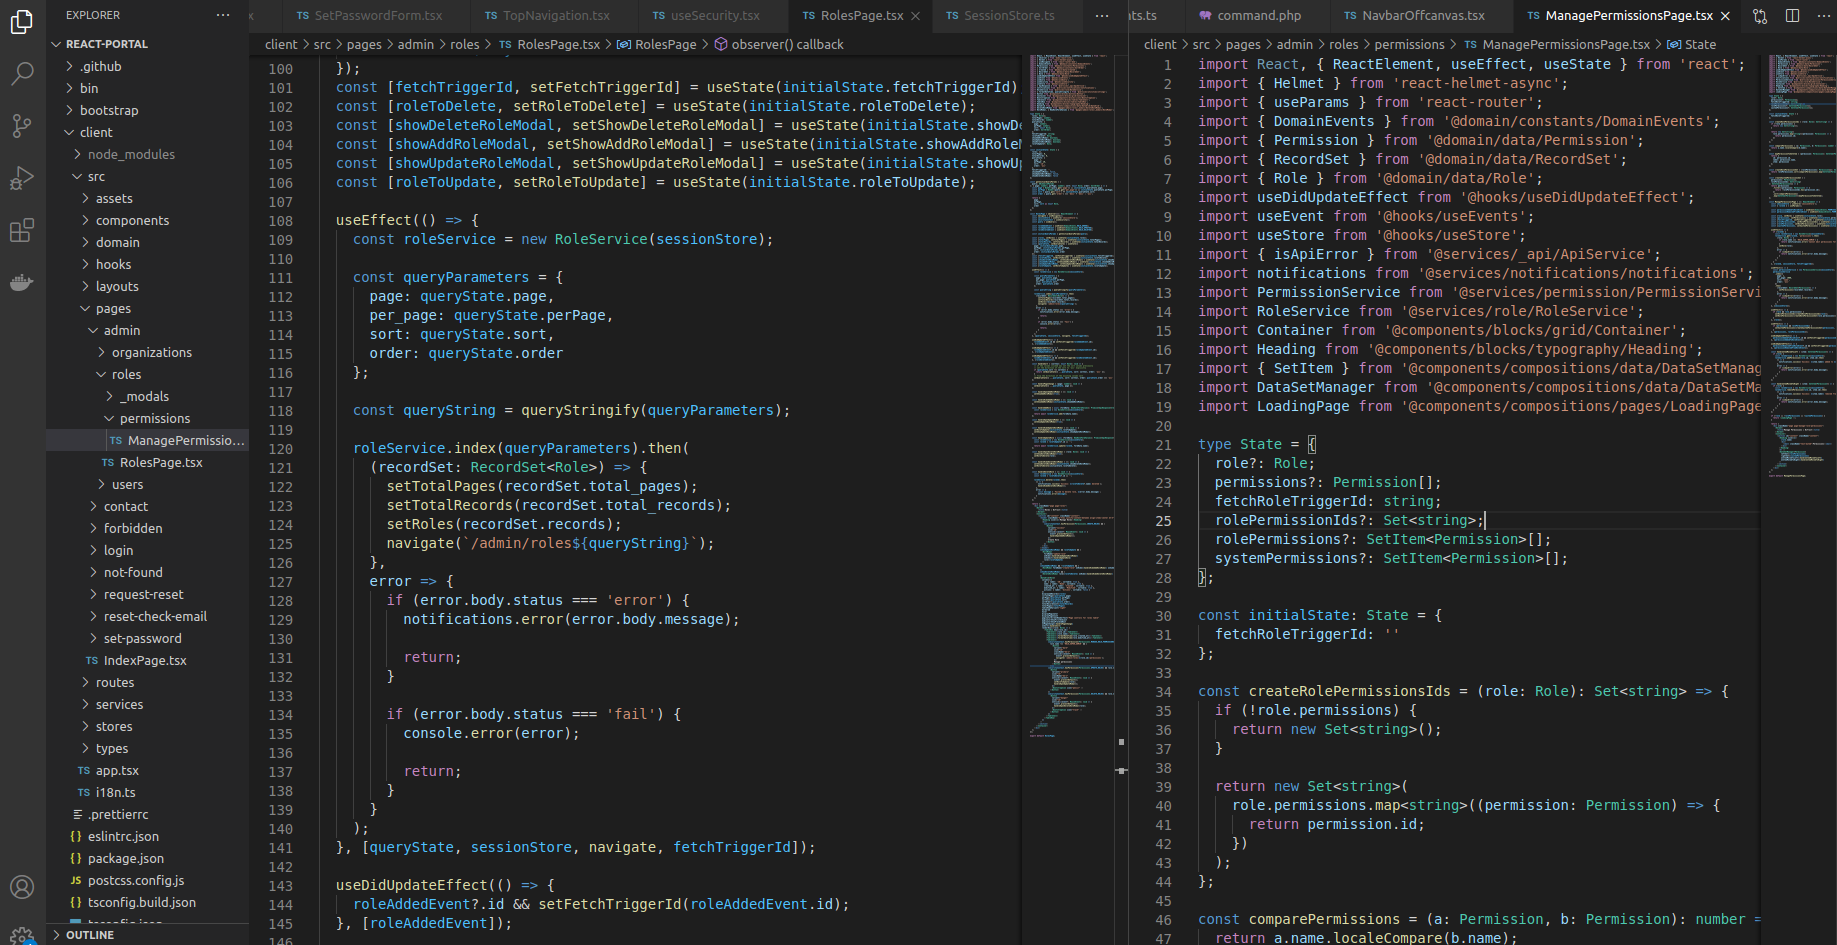 EXPLORER
REACT-PORTAL
.github
bin
bootstrap
client
node_modules
src
assets
components
domain
hooks
layouts
pages
admin
organizations
roles
_modals
permissions
TS ManagePermissio...
TS RolesPage.tsx
users
contact
forbidden
login
not-found
request-reset
reset-check-email
set-password
TS IndexPage.tsx
routes
services
stores
types
TS app.tsx
TS i18n.ts
.prettierrc
{} eslintrc.json
{} package.json
JS postcss.config.js
{} tsconfig.build.json
OUTLINE
TS SetPasswordForm.tsx
TS TopNavigation.tsx
TS useSecurity.tsx
TS RolesPage.tsx
TS SessionStore.ts
client > src > pages > admin > roles > TS RolesPage.tsx > RolesPage > observer() callback
100 });
101 const [fetchTriggerId, setFetchTriggerId] = useState(initialState.fetchTriggerId)
102 const [roleToDelete, setRoleToDelete] = useState(initialState.roleToDelete);
103 const [showDeleteRoleModal, setShowDeleteRoleModal] = useState(initialState.showDe
104 const [showAddRoleModal, setShowAddRoleModal] = useState(initialState.showAddRoleM
105 const [showUpdateRoleModal, setShowUpdateRoleModal] = useState(initialState.showUp
106 const [roleToUpdate, setRoleToUpdate] = useState(initialState.roleToUpdate);
107
108 useEffect(() => {
109 const roleService = new RoleService(sessionStore);
110
111 const queryParameters = {
112 page: queryState.page,
113 per_page: queryState.perPage,
114 sort: queryState.sort,
115 order: queryState.order
116 };
117
118 const queryString = queryStringify(queryParameters);
119
120 roleService.index(queryParameters).then(
121 (recordSet: RecordSet<Role>) => {
122 setTotalPages(recordSet.total_pages);
123 setTotalRecords(recordSet.total_records);
124 setRoles(recordSet.records);
125 navigate(`/admin/roles${queryString}`);
126 },
127 error => {
128 if (error.body.status === 'error') {
129 notifications.error(error.body.message);
130
131 return;
132 }
133
134 if (error.body.status === 'fail') {
135 console.error(error);
136
137 return;
138 }
139 }
140 );
141 }, [queryState, sessionStore, navigate, fetchTriggerId]);
142
143 useDidUpdateEffect(() => {
144 roleAddedEvent?.id && setFetchTriggerId(roleAddedEvent.id);
145 }, [roleAddedEvent]);
146
ts.ts
command.php
TS NavbarOffcanvas.tsx
TS ManagePermissionsPage.tsx
client > src > pages > admin > roles > permissions > TS ManagePermissionsPage.tsx > State
1 import React, { ReactElement, useEffect, useState } from 'react';
2 import { Helmet } from 'react-helmet-async';
3 import { useParams } from 'react-router';
4 import { DomainEvents } from '@domain/constants/DomainEvents';
5 import { Permission } from '@domain/data/Permission';
6 import { RecordSet } from '@domain/data/RecordSet';
7 import { Role } from '@domain/data/Role';
8 import useDidUpdateEffect from '@hooks/useDidUpdateEffect';
9 import useEvent from '@hooks/useEvents';
10 import useStore from '@hooks/useStore';
11 import { isApiError } from '@services/_api/ApiService';
12 import notifications from '@services/notifications/notifications';
13 import PermissionService from '@services/permission/PermissionServi
14 import RoleService from '@services/role/RoleService';
15 import Container from '@components/blocks/grid/Container';
16 import Heading from '@components/blocks/typography/Heading';
17 import { SetItem } from '@components/compositions/data/DataSetManag
18 import DataSetManager from '@components/compositions/data/DataSetMa
19 import LoadingPage from '@components/compositions/pages/LoadingPage
20
21 type State = {
22 role?: Role;
23 permissions?: Permission[];
24 fetchRoleTriggerId: string;
25 rolePermissionIds?: Set<string>;
26 rolePermissions?: SetItem<Permission>[];
27 systemPermissions?: SetItem<Permission>[];
28 };
29
30 const initialState: State = {
31 fetchRoleTriggerId: ''
32 };
33
34 const createRolePermissionsIds = (role: Role): Set<string> => {
35 if (!role.permissions) {
36 return new Set<string>();
37 }
38
39 return new Set<string>(
40 role.permissions.map<string>((permission: Permission) => {
41 return permission.id;
42 })
43 );
44 };
45
46 const comparePermissions = (a: Permission, b: Permission): number =
47 return a.name.localeCompare(b.name);